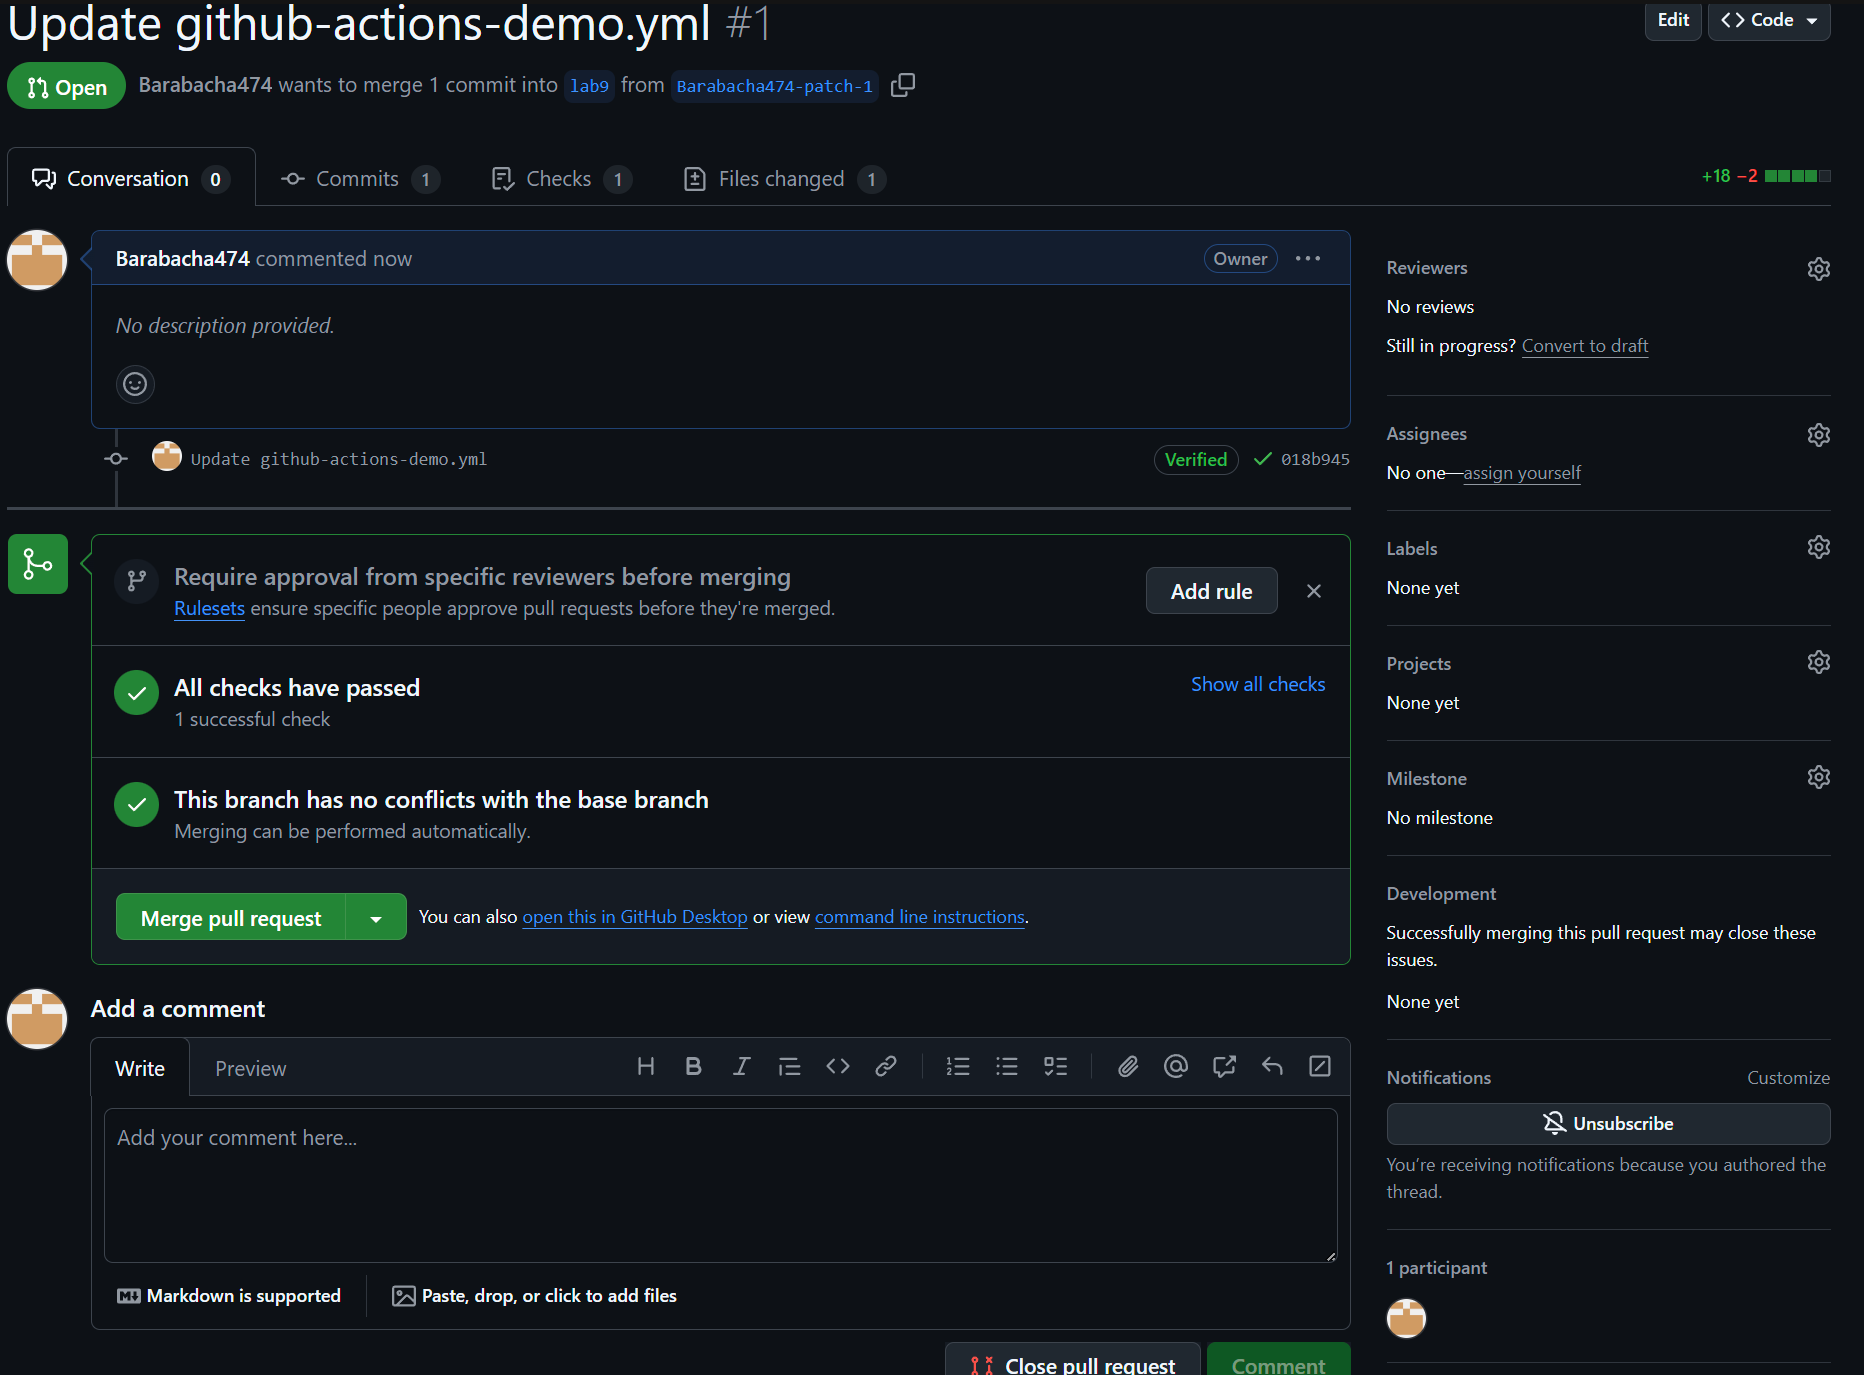 Update github-actions-demo.yml #1
Edit
Code
Open
Barabacha474 wants to merge 1 commit into lab9 from Barabacha474-patch-1
Conversation 0
Commits 1
Checks 1
Files changed 1
+18 −2
Barabacha474 commented now
Owner
No description provided.
Update github-actions-demo.yml
Verified
018b945
Require approval from specific reviewers before merging
Rulesets ensure specific people approve pull requests before they're merged.
Add rule
All checks have passed
1 successful check
Show all checks
This branch has no conflicts with the base branch
Merging can be performed automatically.
Merge pull request
You can also open this in GitHub Desktop or view command line instructions.
Add a comment
Write
Preview
Add your comment here...
Markdown is supported
Paste, drop, or click to add files
Close pull request
Comment
Reviewers
No reviews
Still in progress? Convert to draft
Assignees
No one—assign yourself
Labels
None yet
Projects
None yet
Milestone
No milestone
Development
Successfully merging this pull request may close these
issues.
None yet
Notifications
Customize
Unsubscribe
You're receiving notifications because you authored the
thread.
1 participant